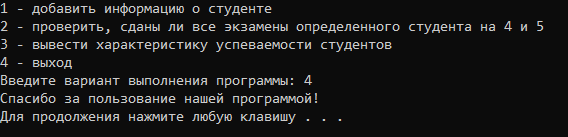 1 - добавить информацию о студенте
2 - проверить, сданы ли все экзамены определенного студента на 4 и 5
3 - вывести характеристику успеваемости студентов
4 - выход
Введите вариант выполнения программы: 4
Спасибо за пользование нашей программой!
Для продолжения нажмите любую клавишу . . .